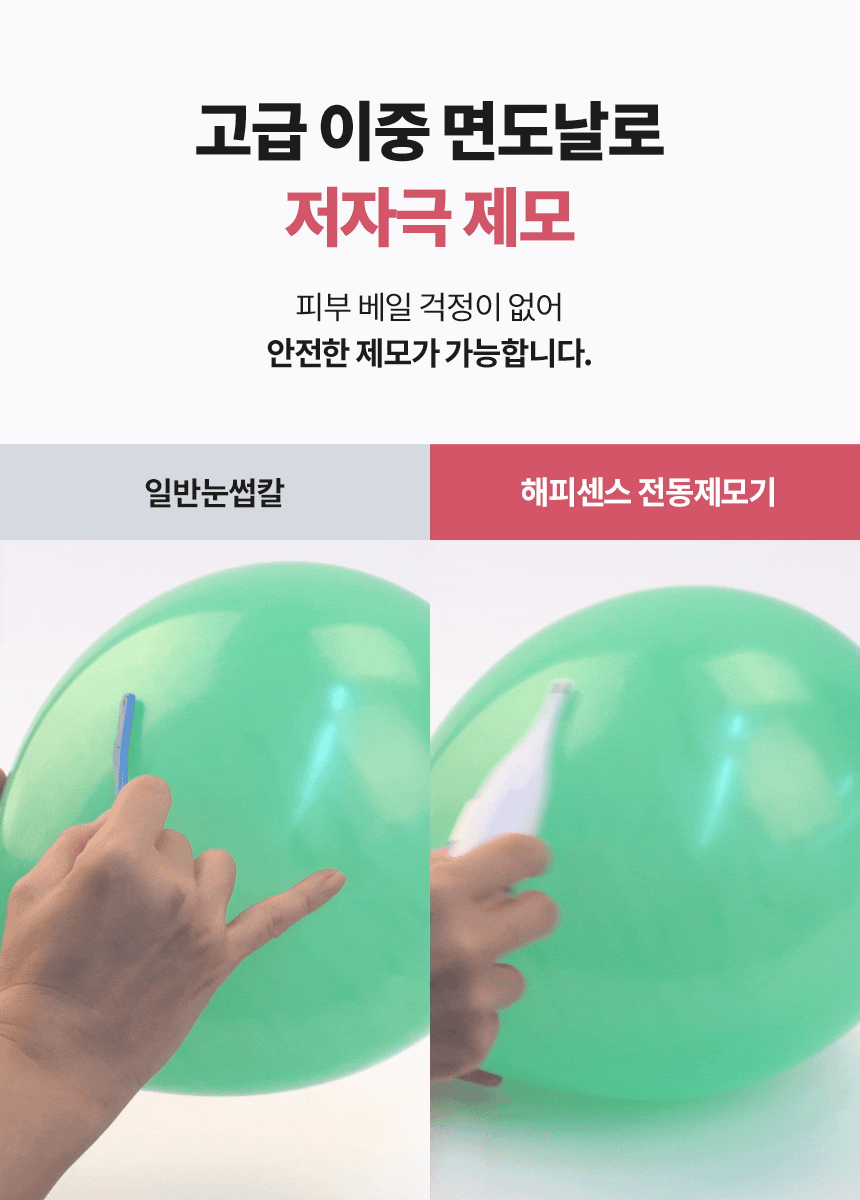 고급 이중 면도날로
저자극 제모
피부 베일 걱정이 없어
안전한 제모가 가능합니다.
일반눈썹칼
해피센스 전동제모기